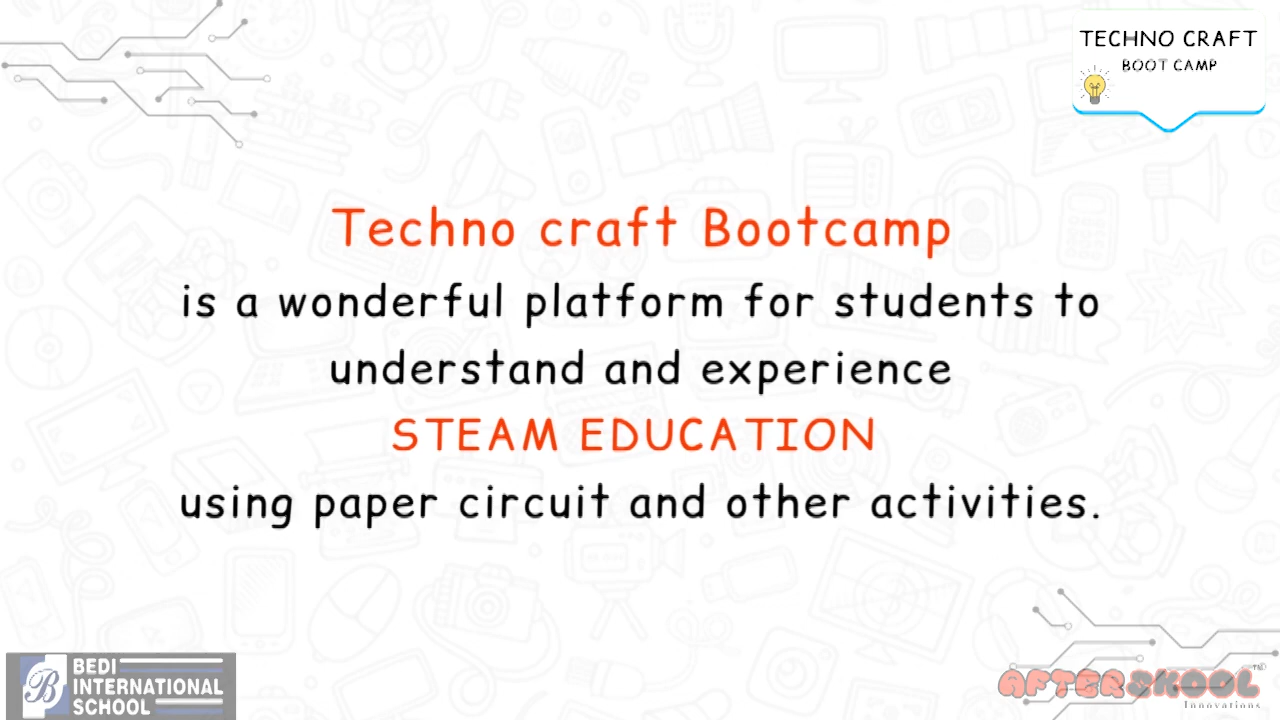 TECHNO CRAFT
BOOT CAMP
Techno craft Bootcamp
is a wonderful platform for students to
understand and experience
STEAM EDUCATION
using paper circuit and other activities.
B BEDI
INTERNATIONAL
SCHOOL
AFTERSKOOL™
Innovations